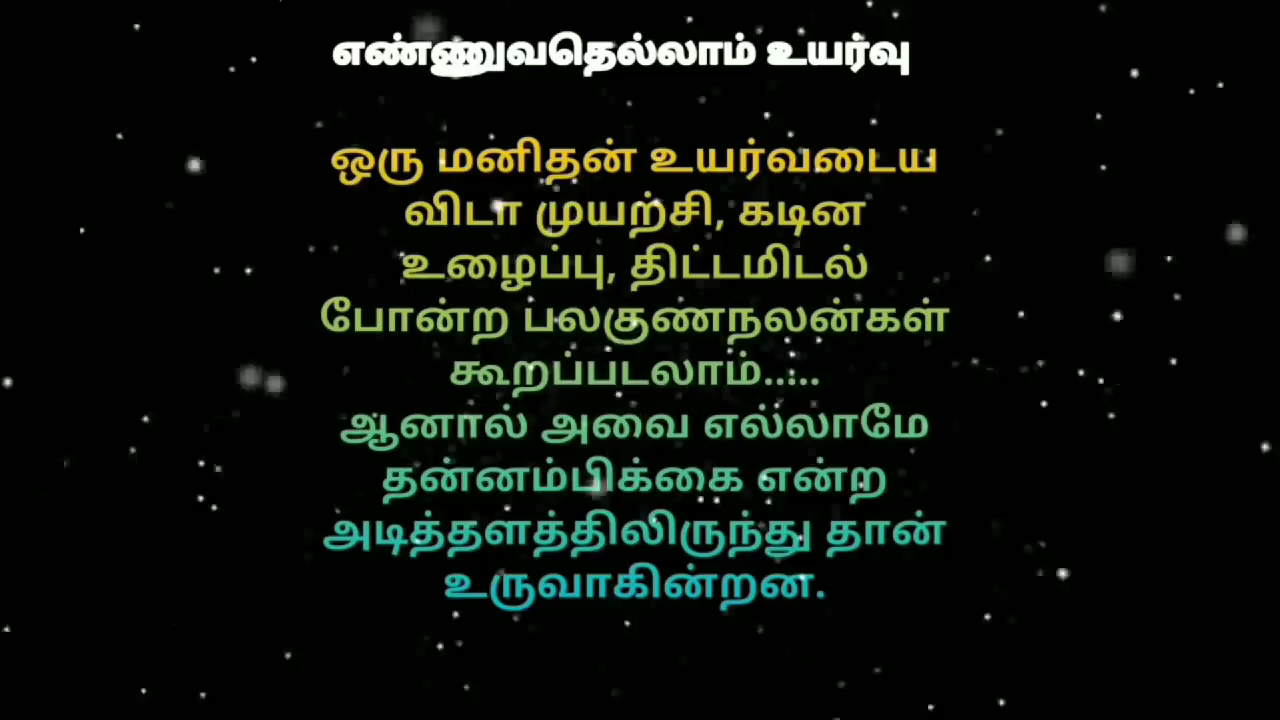 எண்ணுவதெல்லாம் உயர்வு
ஒரு மனிதன் உயர்வடைய
விடா முயற்சி, கடின
உழைப்பு, திட்டமிடல்
போன்ற பலகுணநலன்கள்
கூறப்படலாம்.....
ஆனால் அவை எல்லாமே
தன்னம்பிக்கை என்ற
அடித்தளத்திலிருந்து தான்
உருவாகின்றன.